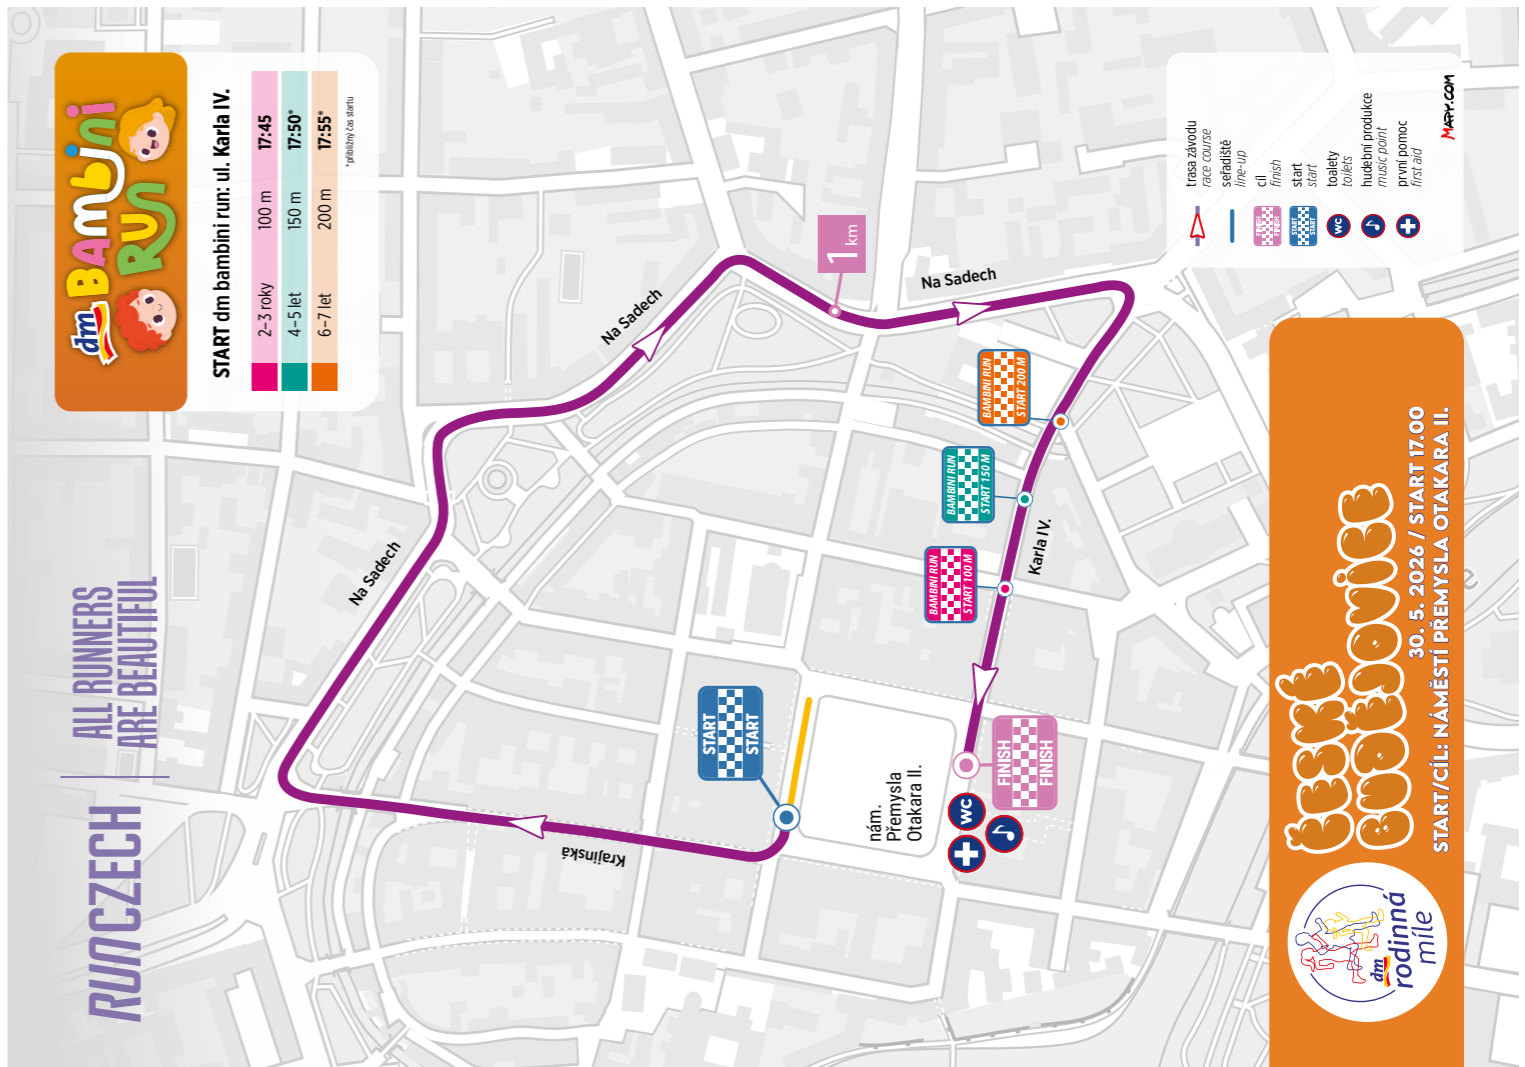 RUNCZECH
ALL RUNNERS
ARE BEAUTIFUL
dm BAMBINI
RUN
START dm bambini run: ul. Karla IV.
2–3 roky 100 m 17:45
4–5 let 150 m 17:50*
6–7 let 200 m 17:55*
*přibližný čas startu
Na Sadech
Na Sadech
Na Sadech
1 km
Krajinská
Karla IV.
START
START
BAMBINI RUN
START 100 M
BAMBINI RUN
START 150 M
BAMBINI RUN
START 200 M
nám.
Přemysla
Otakara II.
FINISH
FINISH
WC
trasa závodu
race course
seřadiště
line-up
FINISH
FINISH
cíl
finish
START
START
start
start
WC
toalety
toilets
hudební produkce
music point
první pomoc
first aid
MAPY.COM
dm
rodinná
míle
ČESKÉ
BUDĚJOVICE
30. 5. 2026 / START 17.00
START/CÍL: NÁMĚSTÍ PŘEMYSLA OTAKARA II.